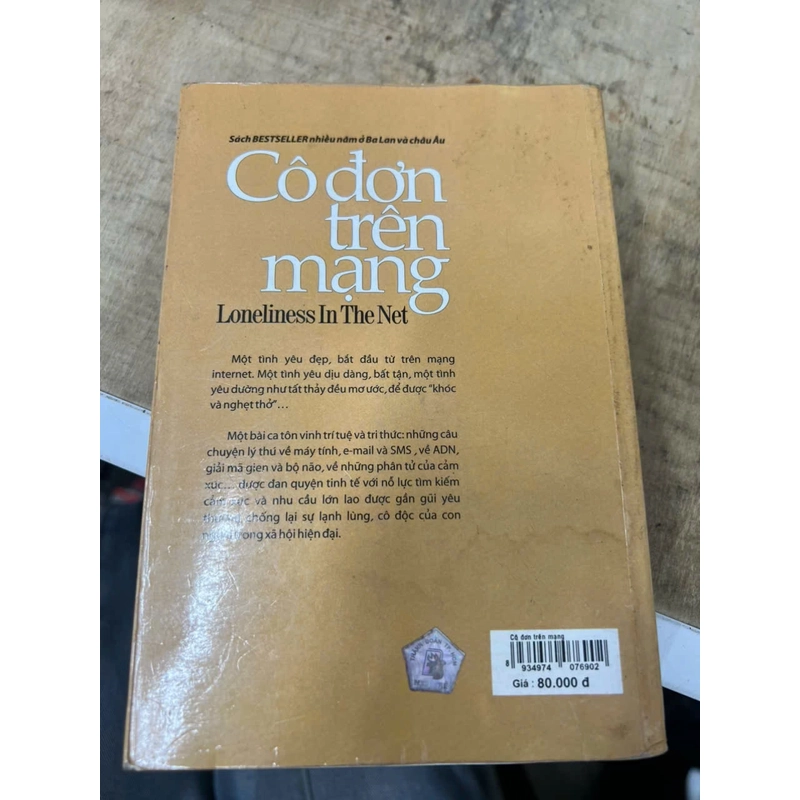 Sách BESTSELLER nhiều năm ở Ba Lan và châu Âu
Cô đơn
trên
mạng
Loneliness In The Net
Một tình yêu đẹp, bắt đầu từ trên mạng
internet. Một tình yêu dịu dàng, bất tận, một tình
yêu dường như tất thảy đều mơ ước, để được "khóc
và nghẹt thở"...
Một bài ca tôn vinh trí tuệ và tri thức: những câu
chuyện lý thú về máy tính, e-mail và SMS , về ADN,
giải mã gien và bộ não, về những phân tử của cảm
xúc... được đan quyện tinh tế với nỗ lực tìm kiếm
cảm xúc và nhu cầu lớn lao được gần gũi yêu
thương, chống lại sự lạnh lùng, cô độc của con
người trong xã hội hiện đại.
Cô đơn trên mạng
8 934974 076902
Giá : 80.000 đ